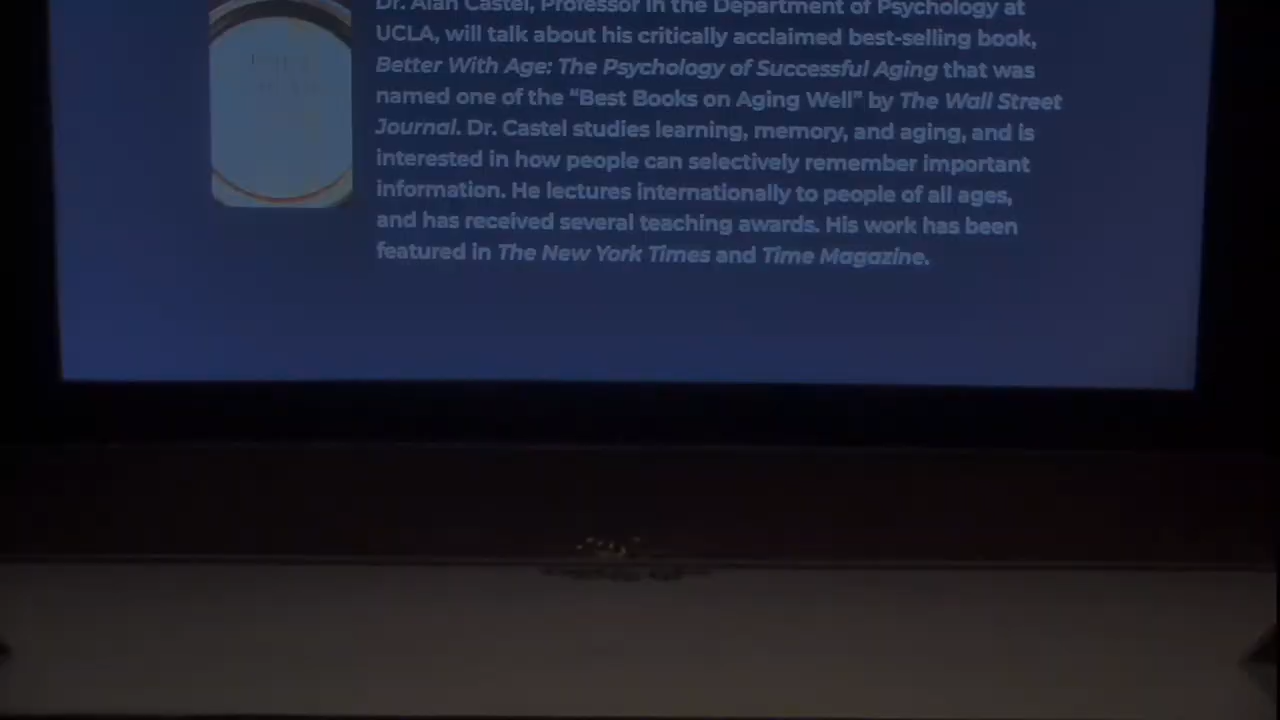 Dr. Alan Castel, Professor in the Department of Psychology at
UCLA, will talk about his critically acclaimed best-selling book,
Better With Age: The Psychology of Successful Aging that was
named one of the “Best Books on Aging Well” by The Wall Street
Journal. Dr. Castel studies learning, memory, and aging, and is
interested in how people can selectively remember important
information. He lectures internationally to people of all ages,
and has received several teaching awards. His work has been
featured in The New York Times and Time Magazine.